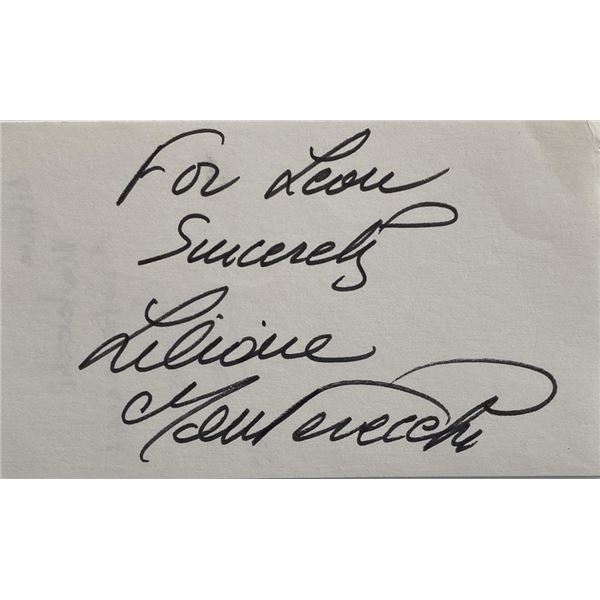 For Leon
Sincerely
Liliane
Montevecchi